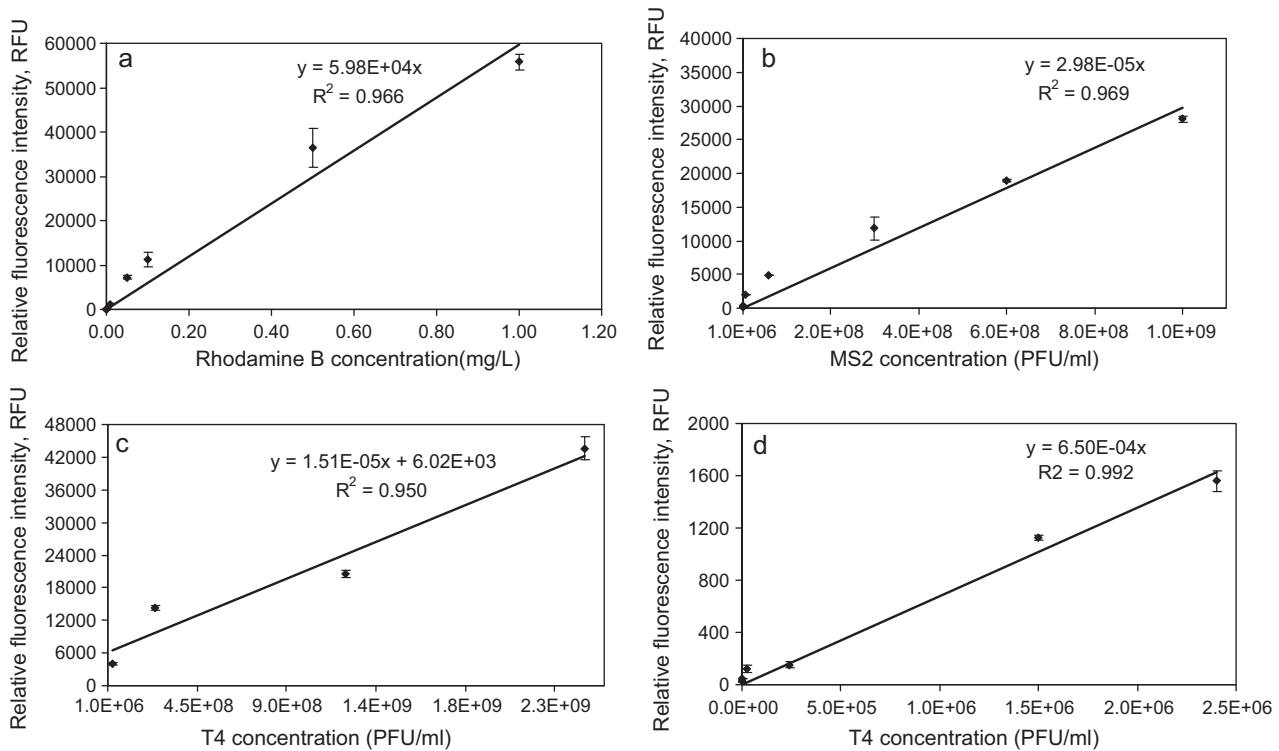 a
y = 5.98E+04x
R² = 0.966
Relative fluorescence intensity, RFU
60000
50000
40000
30000
20000
10000
0
0.00 0.20 0.40 0.60 0.80 1.00 1.20
Rhodamine B concentration(mg/L)
b
y = 2.98E-05x
R² = 0.969
Relative fluorescence intensity, RFU
40000
35000
30000
25000
20000
15000
10000
5000
0
1.0E+06 2.0E+08 4.0E+08 6.0E+08 8.0E+08 1.0E+09
MS2 concentration (PFU/ml)
c
y = 1.51E-05x + 6.02E+03
R² = 0.950
Relative fluorescence intensity, RFU
48000
42000
36000
30000
24000
18000
12000
6000
0
1.0E+06 4.5E+08 9.0E+08 1.4E+09 1.8E+09 2.3E+09
T4 concentration (PFU/ml)
d
y = 6.50E-04x
R2 = 0.992
Relative fluorescence intensity, RFU
2000
1600
1200
800
400
0
0.0E+00 5.0E+05 1.0E+06 1.5E+06 2.0E+06 2.5E+06
T4 concentration (PFU/ml)